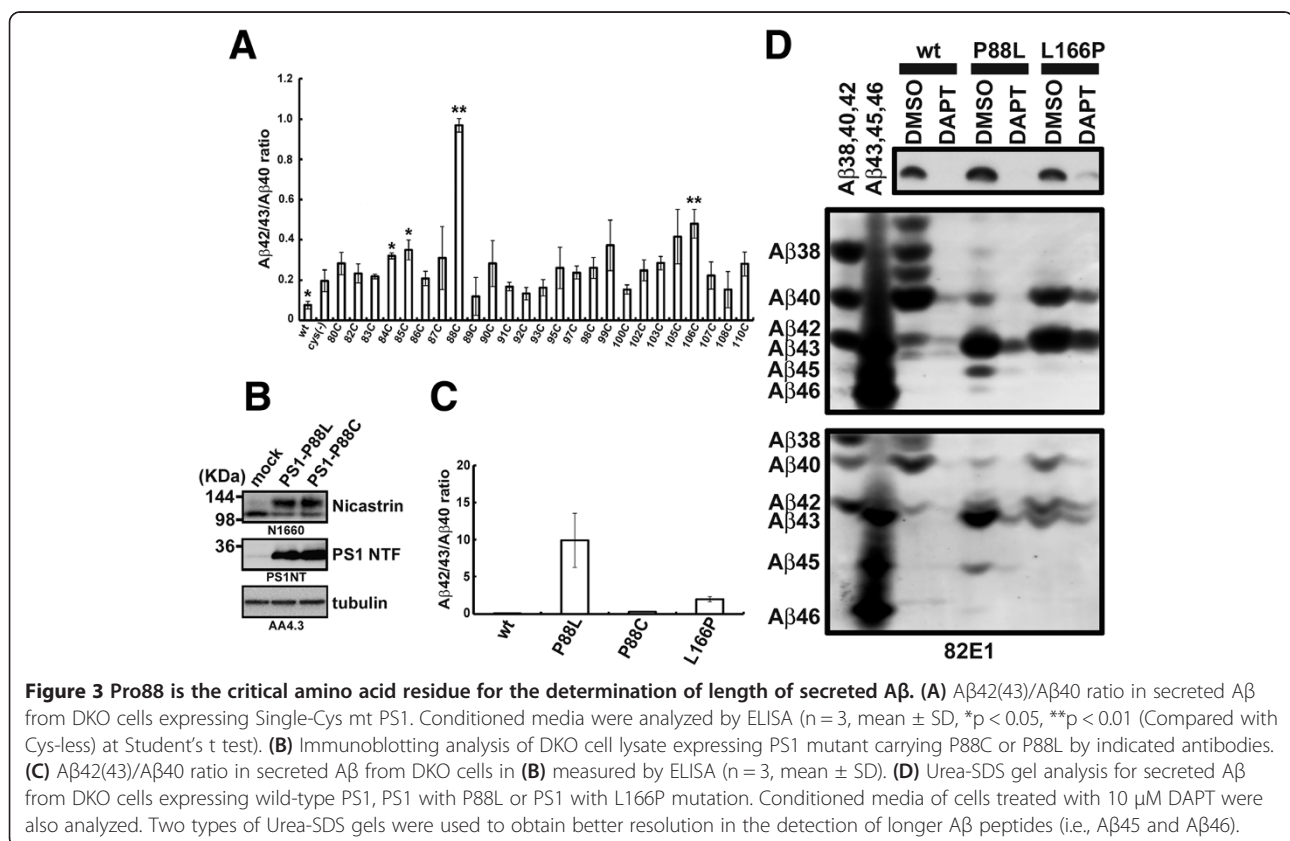 A
Aβ42/43/Aβ40 ratio
1.2
1.0
0.8
0.6
0.4
0.2
0.0
*
*
*
**
**
wt
cys(-)
80C
82C
83C
84C
85C
86C
87C
88C
89C
90C
91C
92C
93C
95C
97C
98C
99C
100C
102C
103C
105C
106C
107C
108C
110C
B
mock
PS1-P88L
PS1-P88C
(KDa)
144
98
Nicastrin
N1660
36
PS1 NTF
PS1NT
tubulin
AA4.3
C
Aβ42/43/Aβ40 ratio
20
15
10
5
0
wt
P88L
P88C
L166P
D
wt P88L L166P
Aβ38,40,42
Aβ43,45,46
DMSO
DAPT
DMSO
DAPT
DMSO
DAPT
Aβ38
Aβ40
Aβ42
Aβ43
Aβ45
Aβ46
Aβ38
Aβ40
Aβ42
Aβ43
Aβ45
Aβ46
82E1
Figure 3 Pro88 is the critical amino acid residue for the determination of length of secreted Aβ. (A) Aβ42(43)/Aβ40 ratio in secreted Aβ
from DKO cells expressing Single-Cys mt PS1. Conditioned media were analyzed by ELISA (n = 3, mean ± SD, *p < 0.05, **p < 0.01 (Compared with
Cys-less) at Student's t test). (B) Immunoblotting analysis of DKO cell lysate expressing PS1 mutant carrying P88C or P88L by indicated antibodies.
(C) Aβ42(43)/Aβ40 ratio in secreted Aβ from DKO cells in (B) measured by ELISA (n = 3, mean ± SD). (D) Urea-SDS gel analysis for secreted Aβ
from DKO cells expressing wild-type PS1, PS1 with P88L or PS1 with L166P mutation. Conditioned media of cells treated with 10 μM DAPT were
also analyzed. Two types of Urea-SDS gels were used to obtain better resolution in the detection of longer Aβ peptides (i.e., Aβ45 and Aβ46).